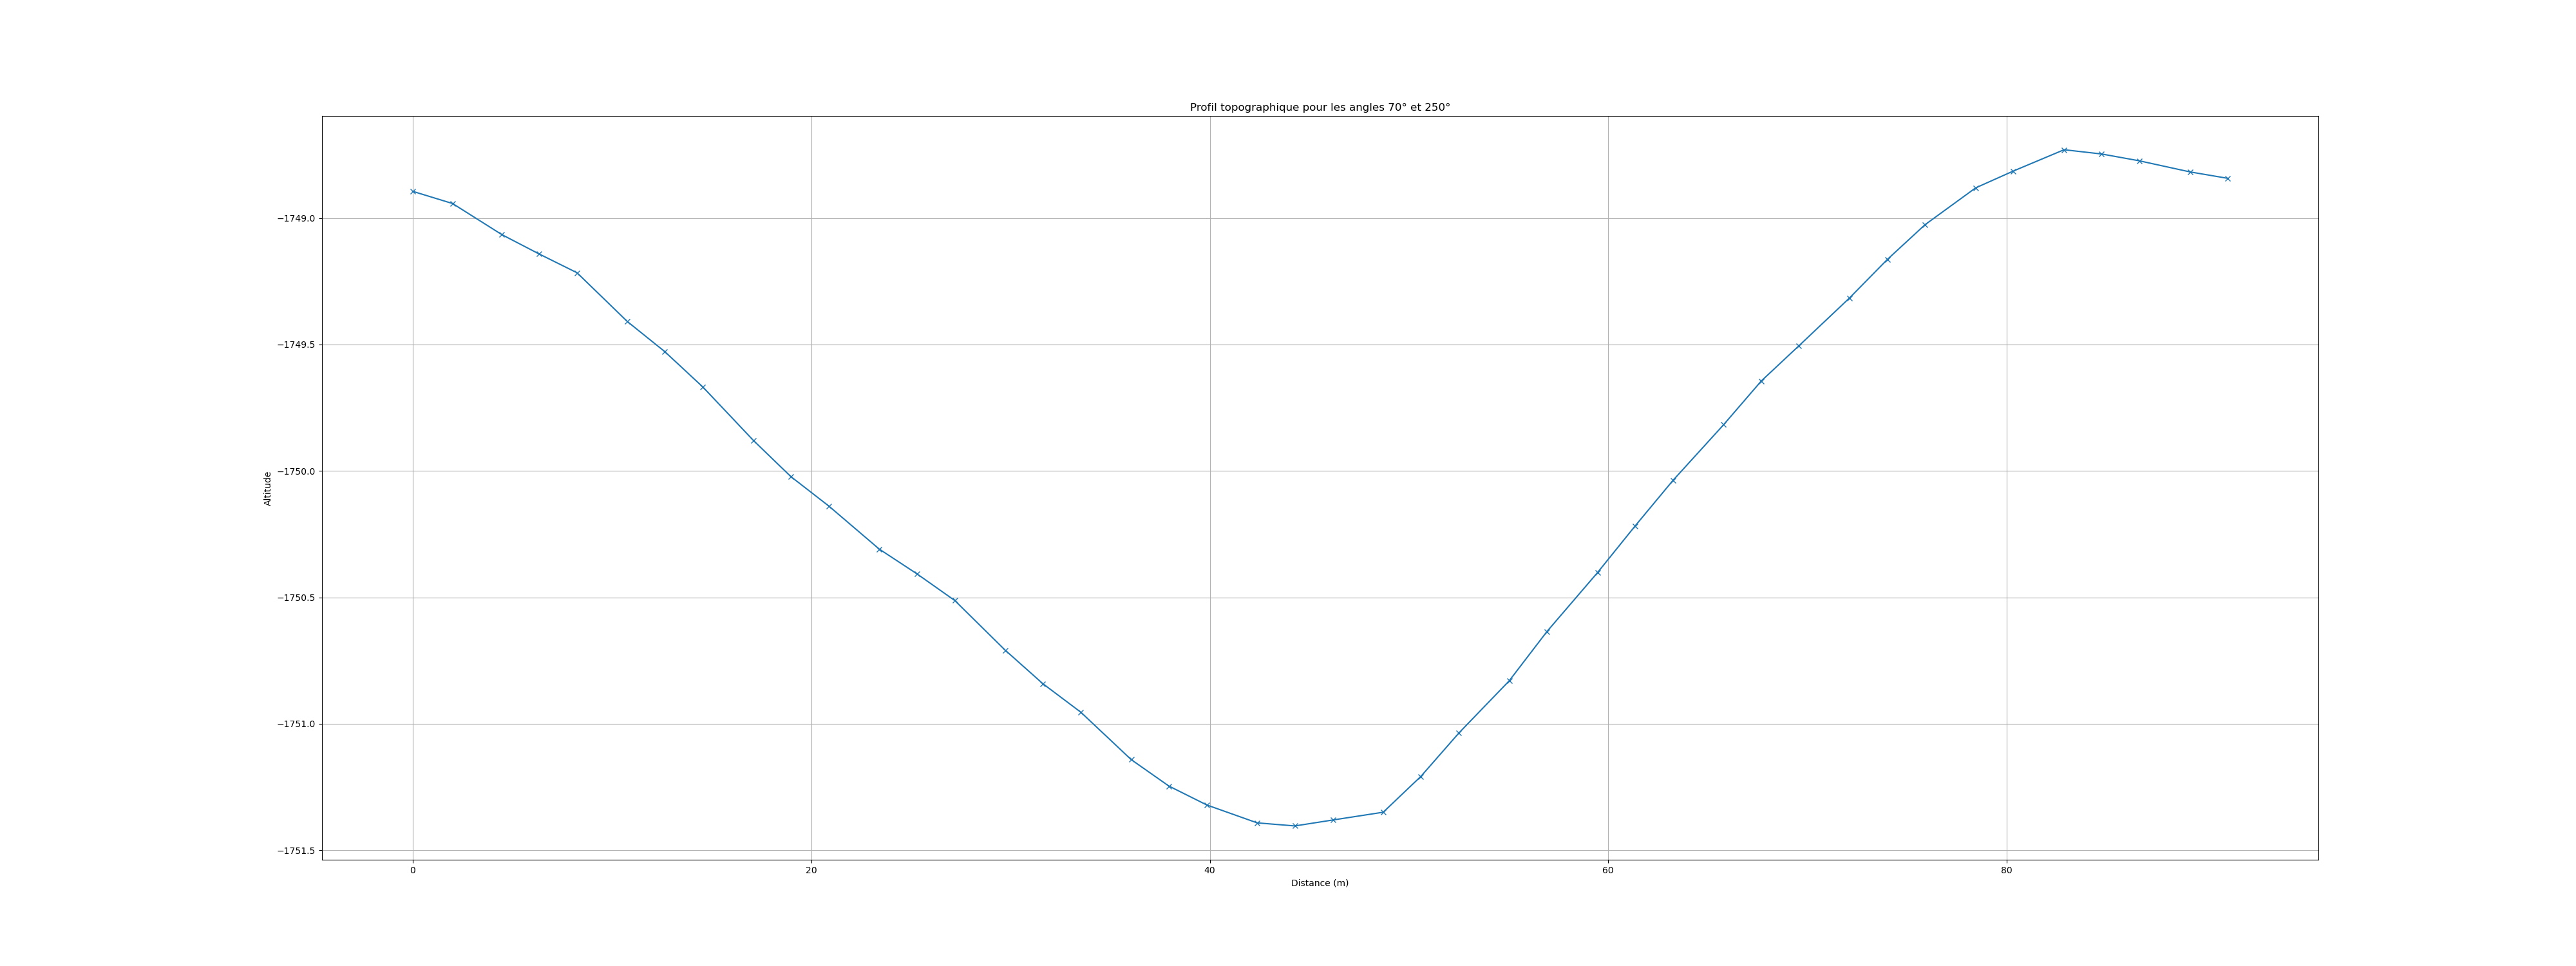 Profil topographique pour les angles 70° et 250°
Altitude
−1749.0
−1749.5
−1750.0
−1750.5
−1751.0
−1751.5
0 20 40 60 80
Distance (m)